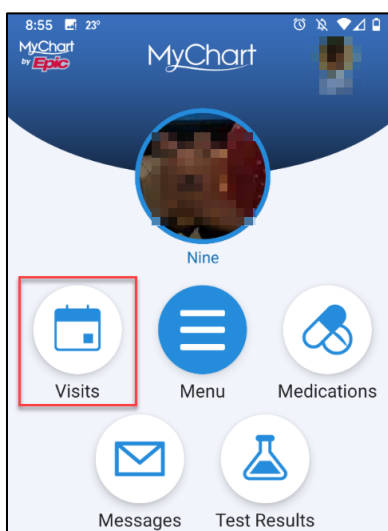 8:55 23°
MyChart
by Epic
MyChart
Nine
Visits
Menu
Medications
Messages
Test Results